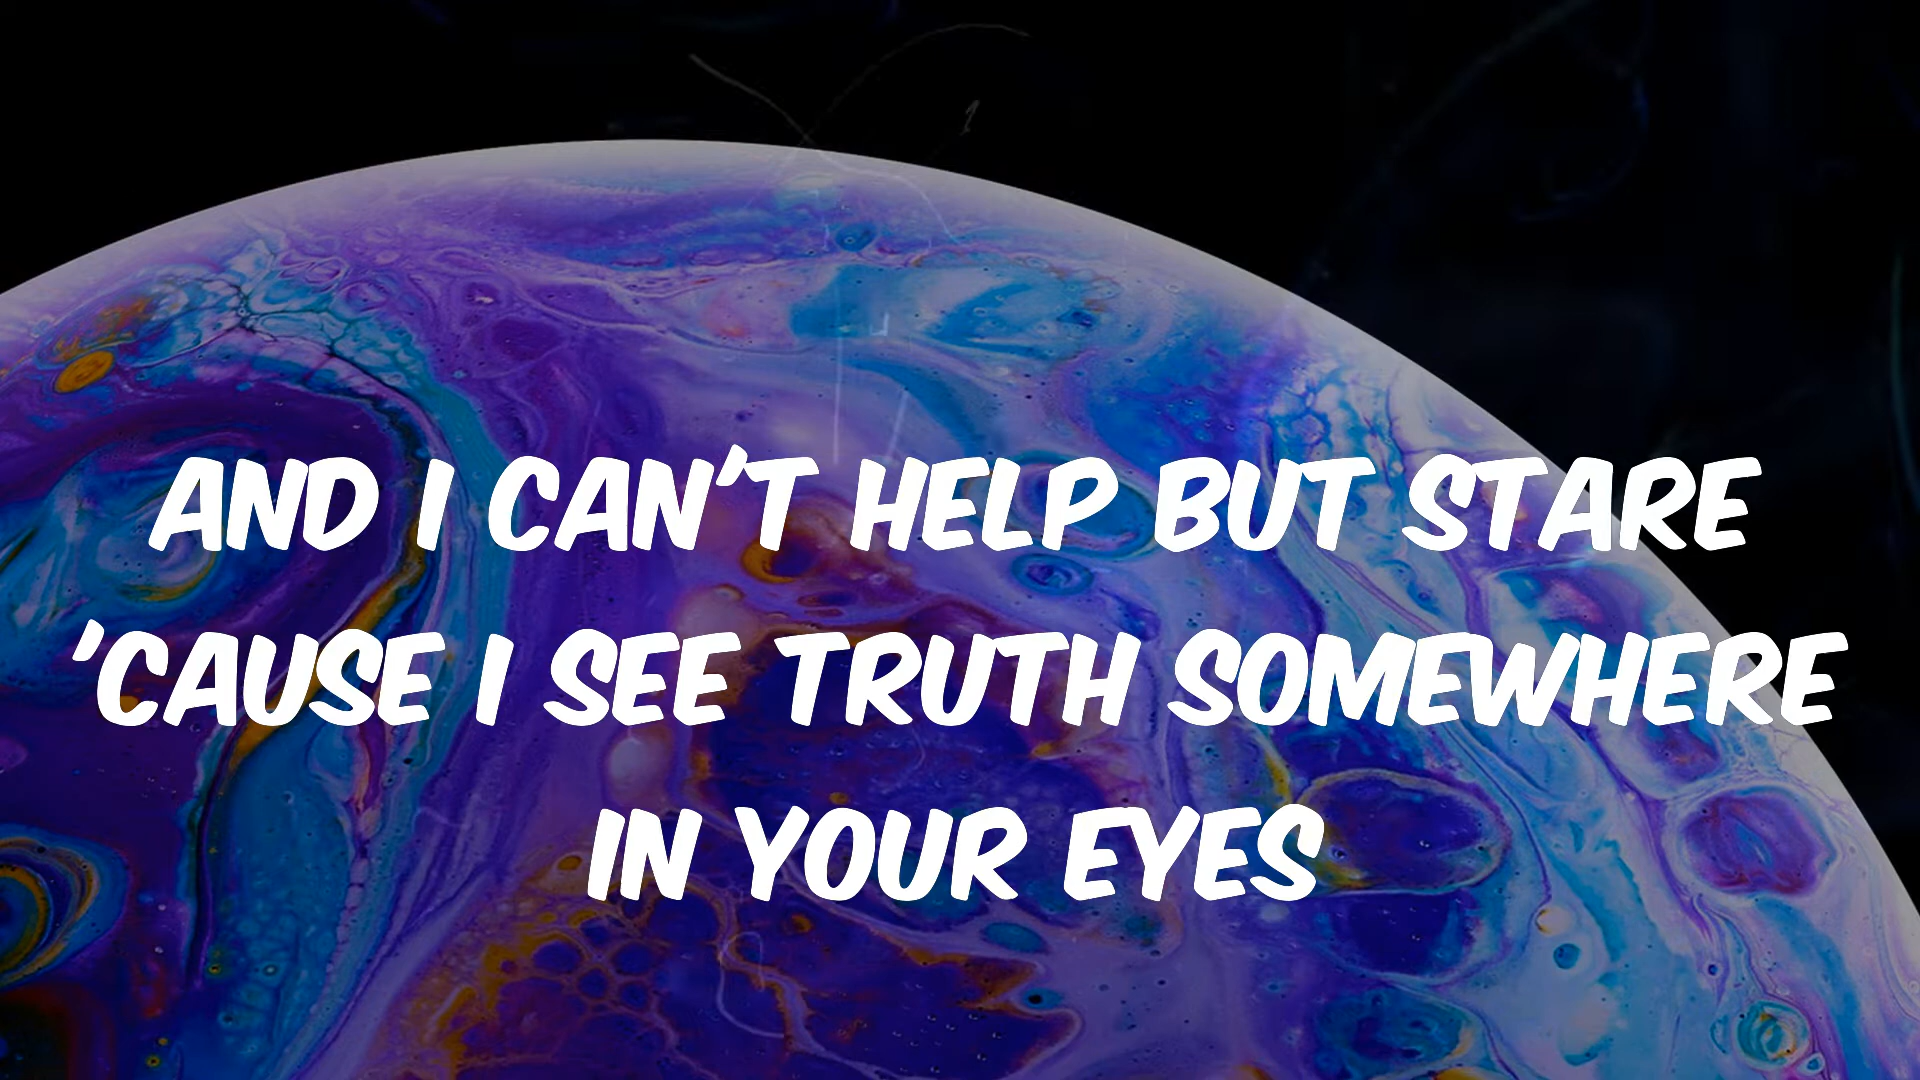 AND I CAN'T HELP BUT STARE
'CAUSE I SEE TRUTH SOMEWHERE
IN YOUR EYES